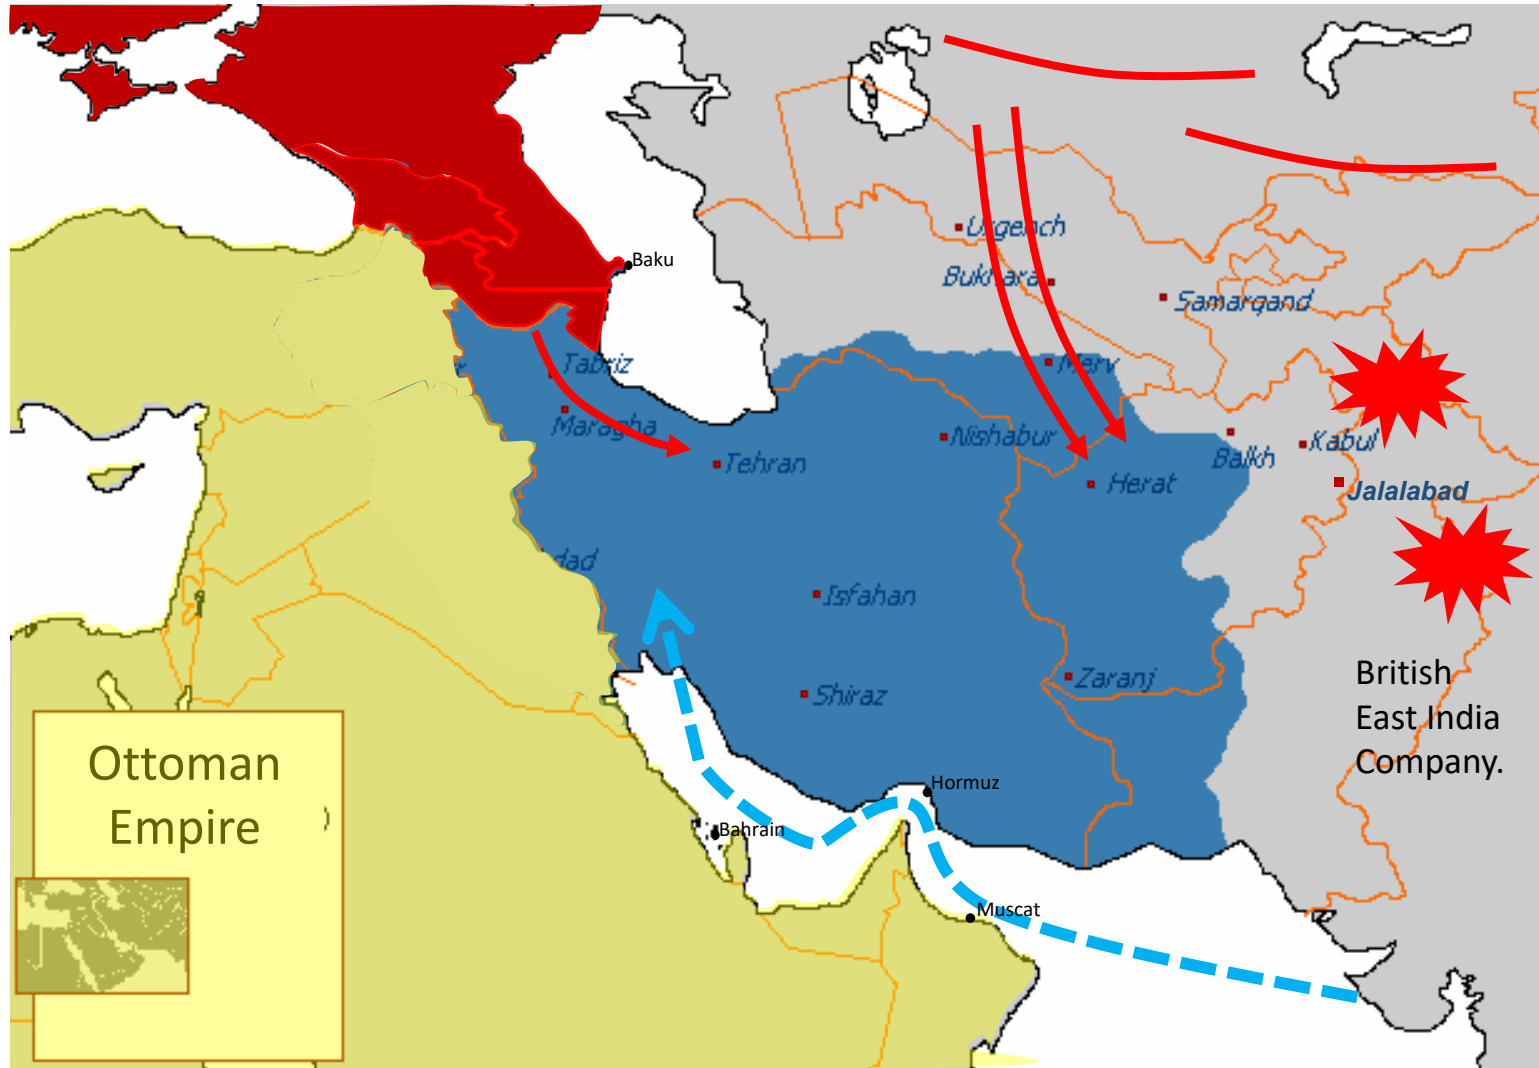 Baku
Urgench
Bukhara
Samarqand
Tabriz
Merv
Maragha
Nishabur
Balkh
Kabul
Tehran
Herat
Jalalabad
dad
Isfahan
Zaranj
Shiraz
British
East India
Company.
Ottoman
Empire
Hormuz
Bahrain
Muscat